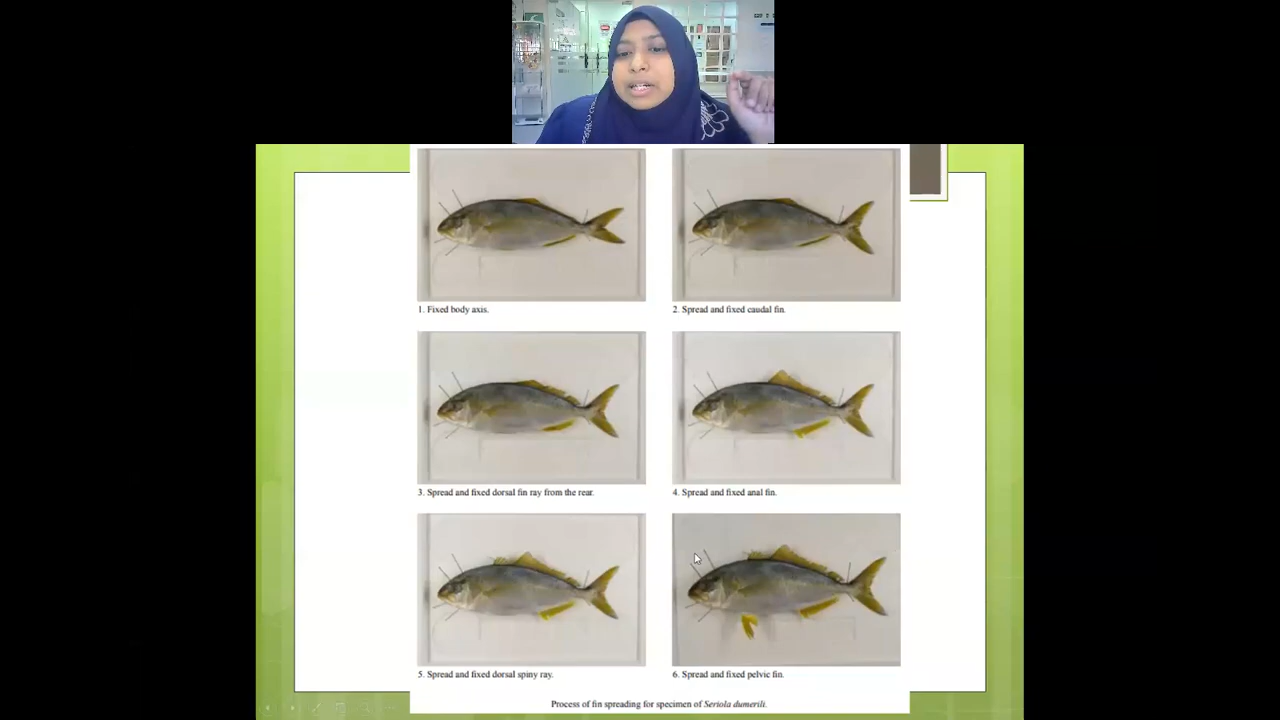 1. Fixed body axis.
2. Spread and fixed caudal fin.
3. Spread and fixed dorsal fin ray from the rear.
4. Spread and fixed anal fin.
5. Spread and fixed dorsal spiny ray.
6. Spread and fixed pelvic fin.
Process of fin spreading for specimen of Seriola dumerili.